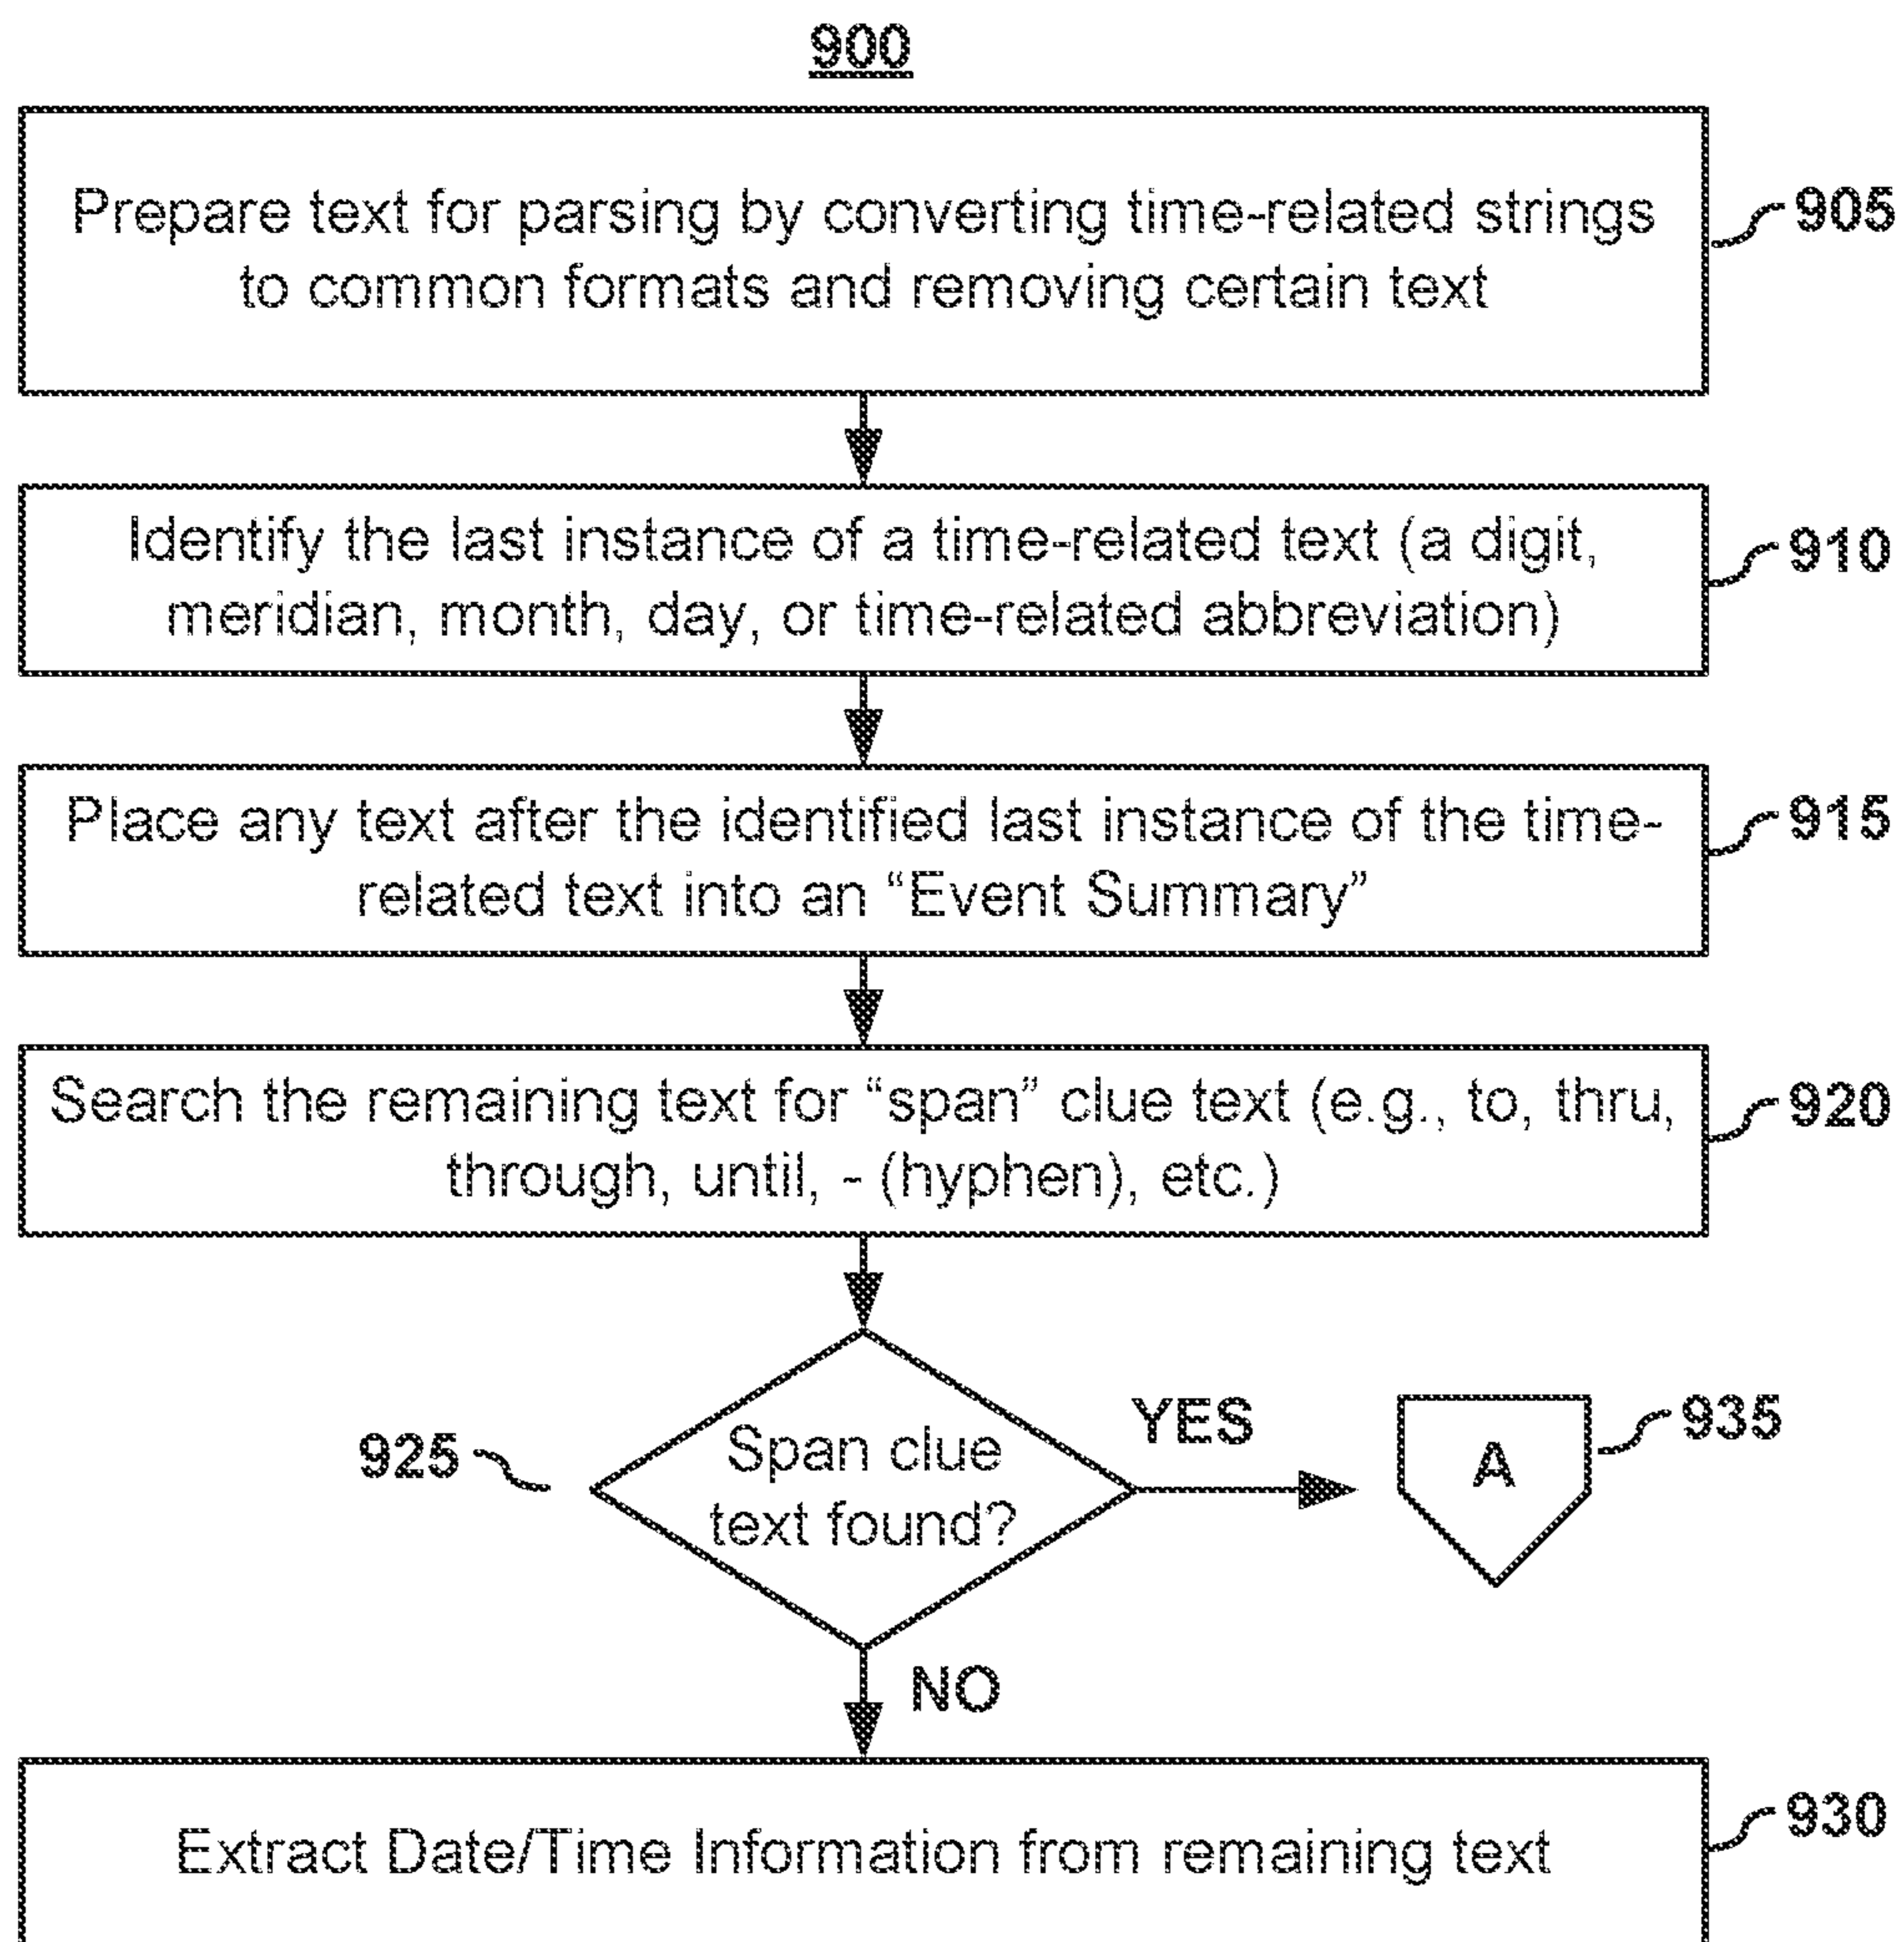 900
Prepare text for parsing by converting time-related strings
to common formats and removing certain text
905
Identify the last instance of a time-related text (a digit,
meridian, month, day, or time-related abbreviation)
910
Place any text after the identified last instance of the time-
related text into an “Event Summary”
915
Search the remaining text for “span” clue text (e.g., to, thru,
through, until, - (hyphen), etc.)
920
925
Span clue
text found?
YES
A
935
NO
Extract Date/Time Information from remaining text
930